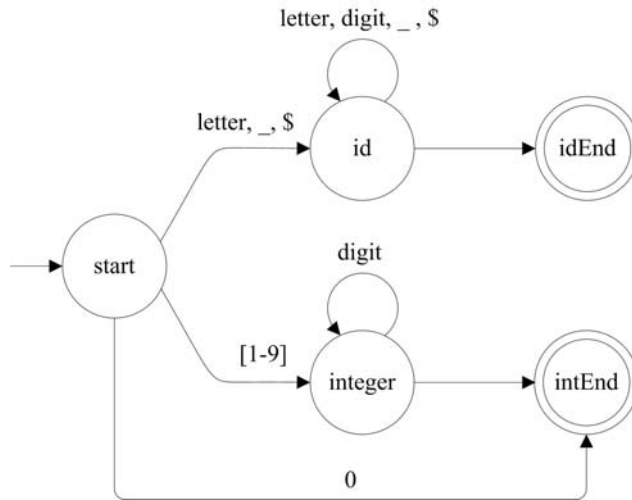 letter, digit, _ , $
letter, _, $
id
idEnd
start
digit
[1-9]
integer
intEnd
0